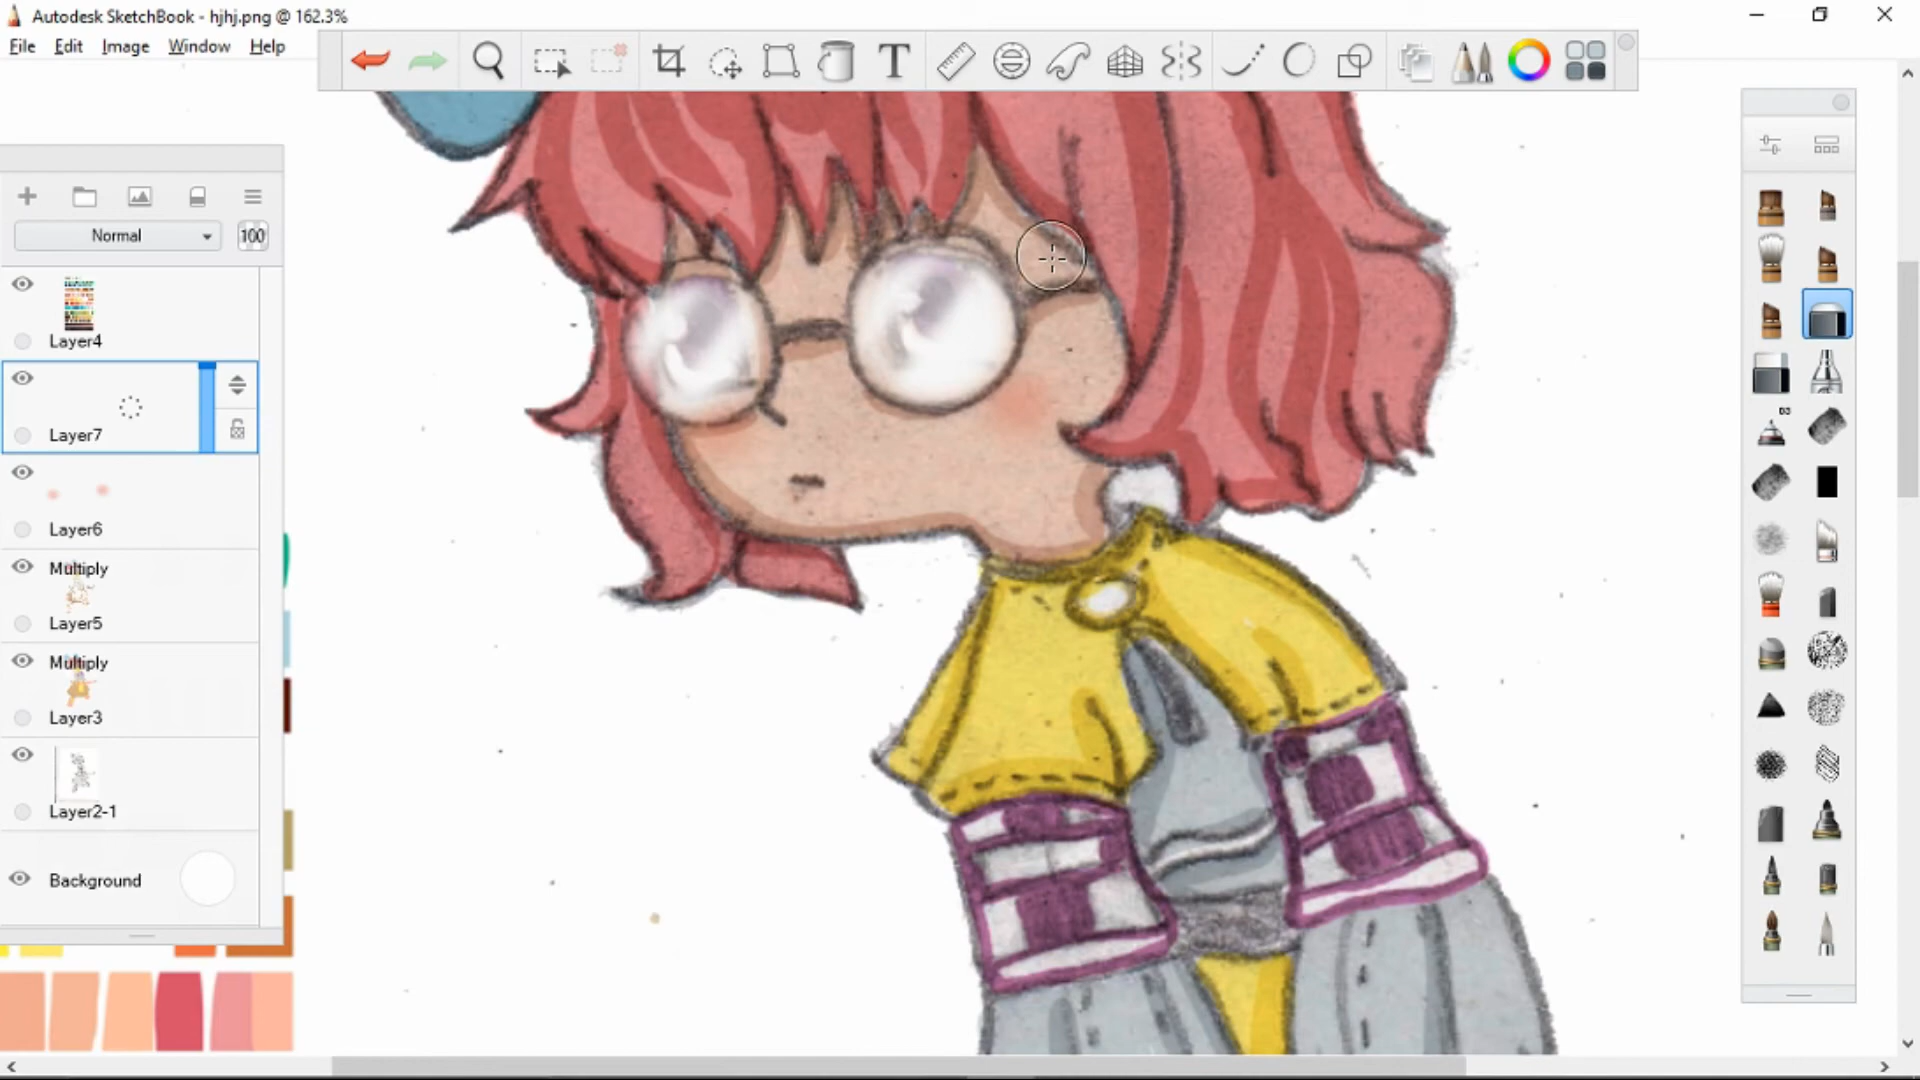 Autodesk SketchBook - hjhj.png @ 162.3%
File Edit Image Window Help
T
Normal 100
Layer4
Layer7
Layer6
Multiply
Layer5
Multiply
Layer3
Layer2-1
Background